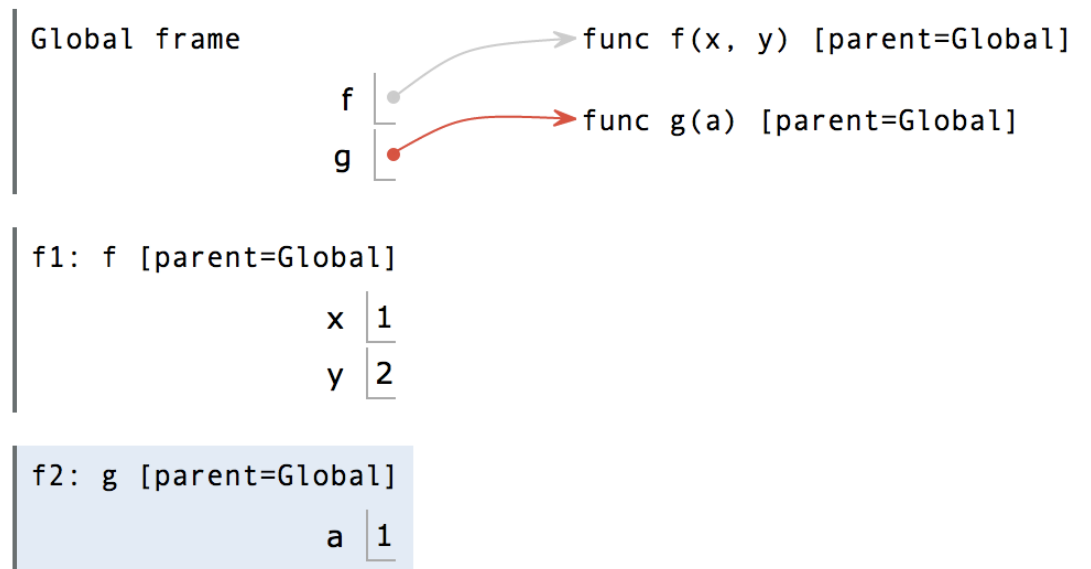 Global frame
func f(x, y) [parent=Global]
f
func g(a) [parent=Global]
g
f1: f [parent=Global]
x 1
y 2
f2: g [parent=Global]
a 1